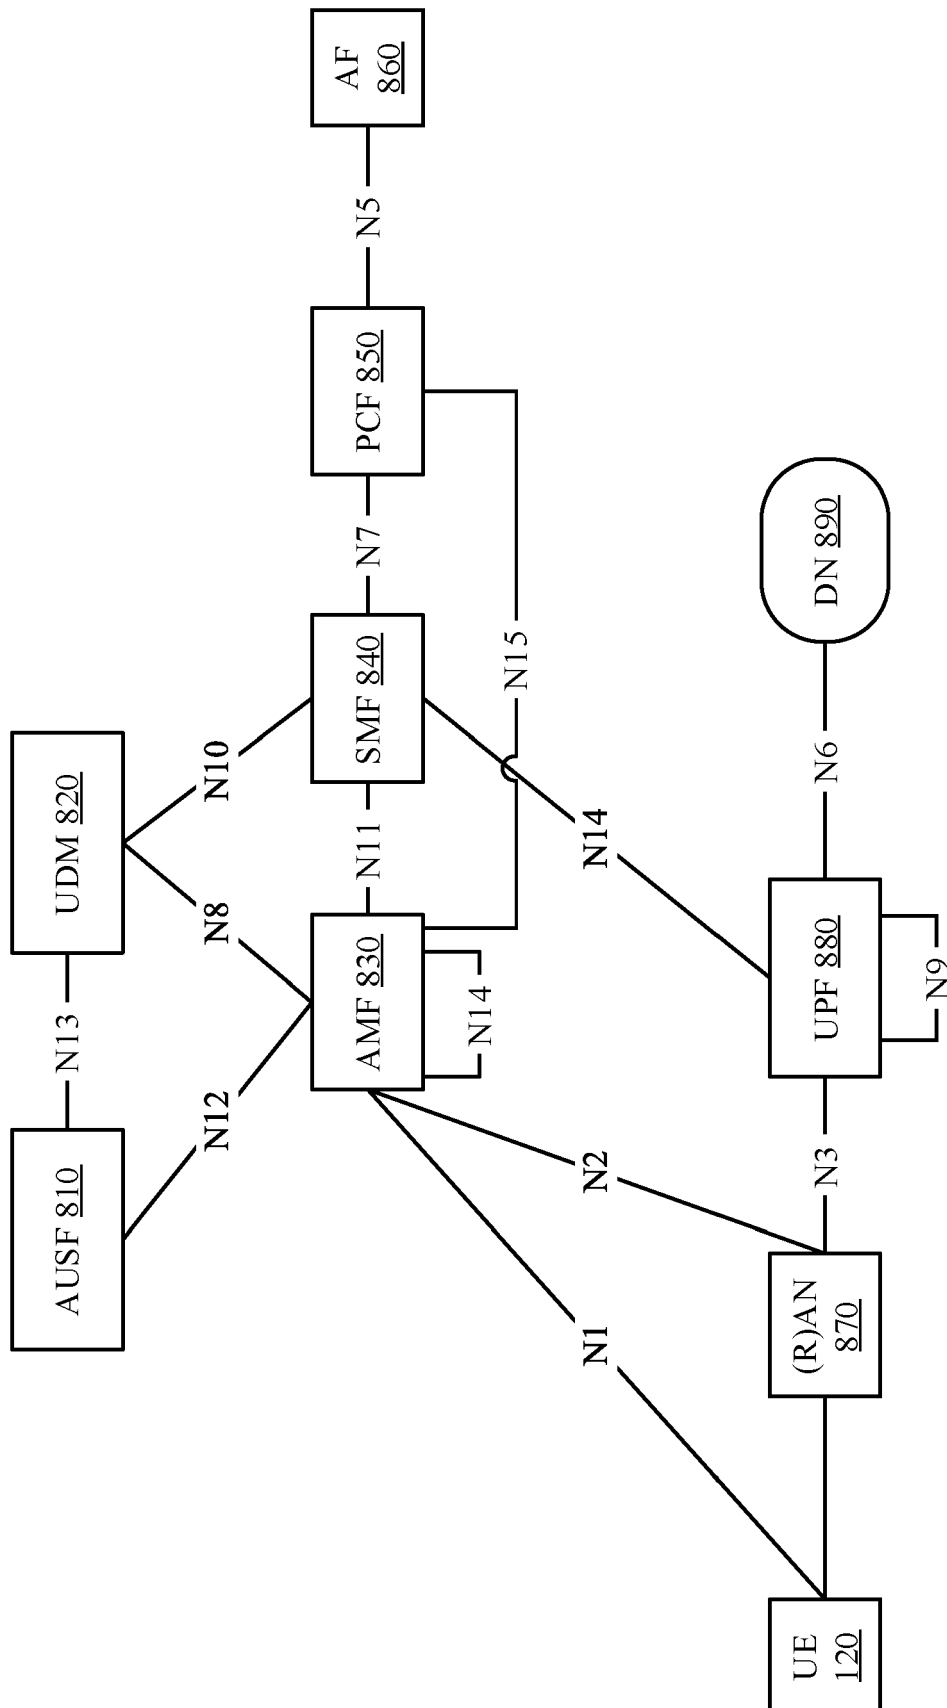 AUSF 810
N13
UDM 820
N12
N8
N10
AMF 830
N11
SMF 840
N7
PCF 850
N5
AF
860
N14
N15
N1
N2
N14
UE
120
(R)AN
870
N3
UPF 880
N6
DN 890
N9